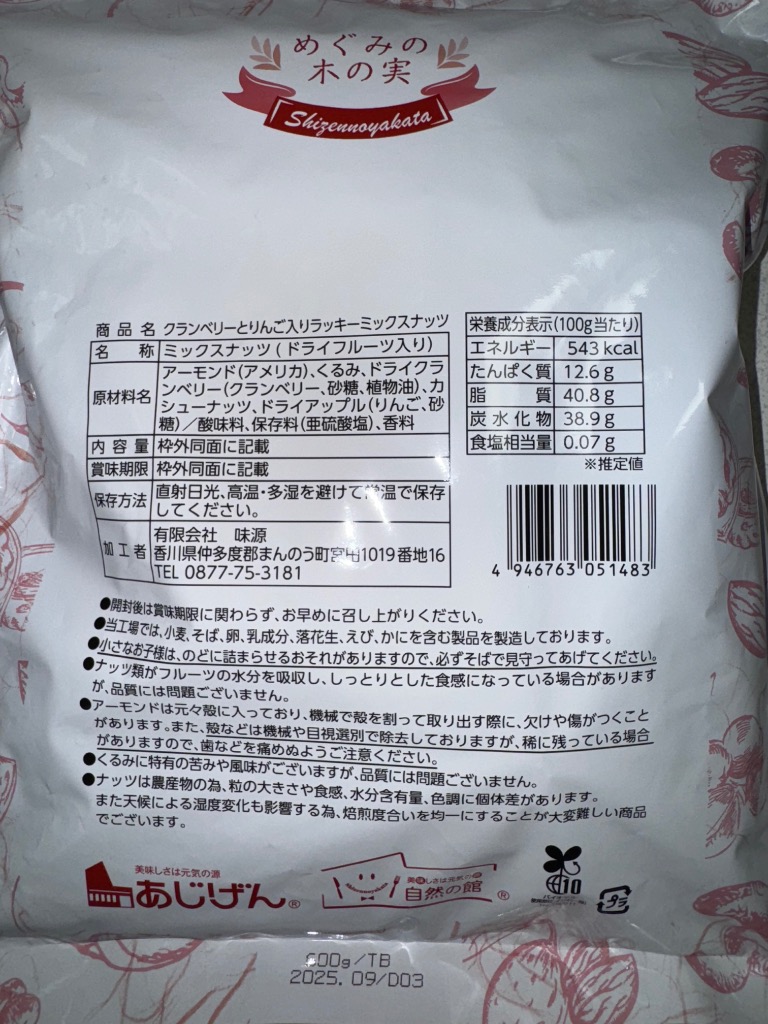 めぐみの
木の実
Shizennoyakata
商品名 クランベリーとりんご入りラッキーミックスナッツ
名称 ミックスナッツ(ドライフルーツ入り)
原材料名 アーモンド(アメリカ)、くるみ、ドライクラ
ンベリー(クランベリー、砂糖、植物油)、カ
シューナッツ、ドライアップル(りんご、砂
糖)/酸味料、保存料(亜硫酸塩)、香料
内容量 枠外同面に記載
賞味期限 枠外同面に記載
保存方法 直射日光、高温・多湿を避けて常温で保存
してください。
加工者 有限会社 味源
香川県仲多度郡まんのう町宮田1019番地16
TEL 0877-75-3181
栄養成分表示(100g当たり)
エネルギー 543 kcal
たんぱく質 12.6g
脂質 40.8g
炭水化物 38.9g
食塩相当量 0.07g
※推定値
4 946763 051483
●開封後は賞味期限に関わらず、お早めに召し上がりください。
●当工場では、小麦、そば、卵、乳成分、落花生、えび、かにを含む製品を製造しております。
●小さなお子様は、のどに詰まらせるおそれがありますので、必ずそばで見守ってあげてください。
●ナッツ類がフルーツの水分を吸収し、しっとりとした食感になっている場合があります
が、品質には問題ございません。
●アーモンドは元々殻に入っており、機械で殻を割って取り出す際に、欠けや傷がつくこと
があります。また、殻などは機械や目視選別で除去しておりますが、稀に残っている場合
がありますので、歯などを痛めぬようご注意ください。
●くるみに特有の苦みや風味がございますが、品質には問題ございません。
●ナッツは農産物の為、粒の大きさや食感、水分含有量、色調に個体差があります。
また天候による湿度変化も影響する為、焙煎度合いを均一にすることが大変難しい商品
でございます。
美味しさは元気の源
あじげん®
美味しさは元気の源
自然の館®
10
プラ
00g/TB
2025.09/D03